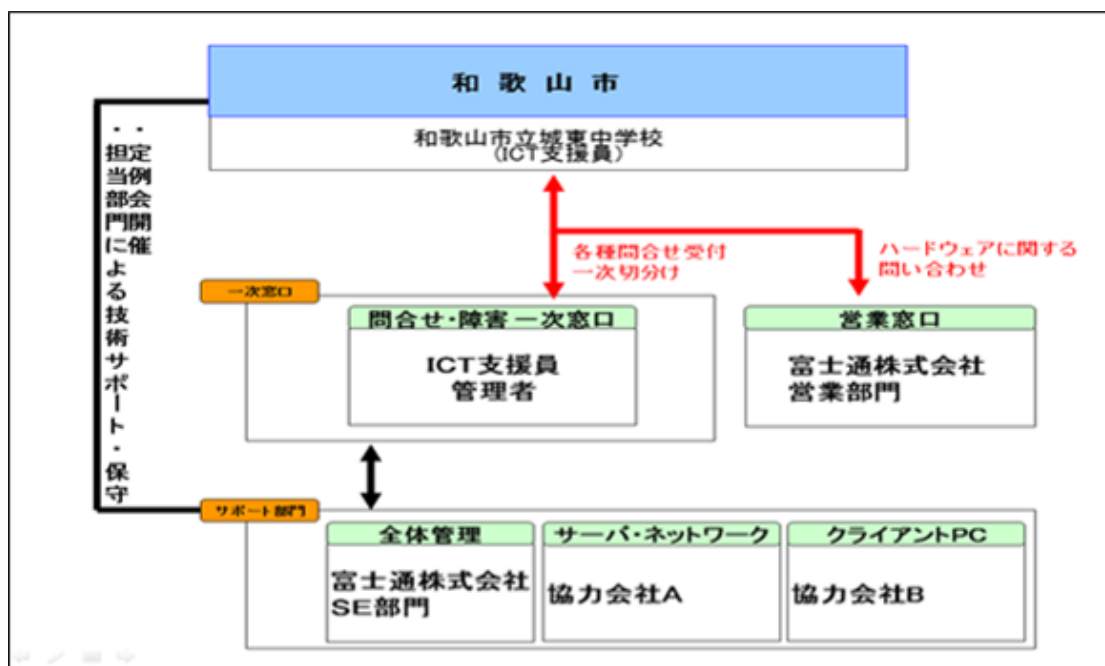 和歌山市
和歌山市立城東中学校
(ICT支援員)
・定例会開催
・担当部門による技術サポート・保守
各種問合せ受付
一次切分け
ハードウェアに関する
問い合わせ
一次窓口
問合せ・障害一次窓口
ICT支援員
管理者
営業窓口
富士通株式会社
営業部門
サポート部門
全体管理
富士通株式会社
SE部門
サーバ・ネットワーク
協力会社A
クライアントPC
協力会社B